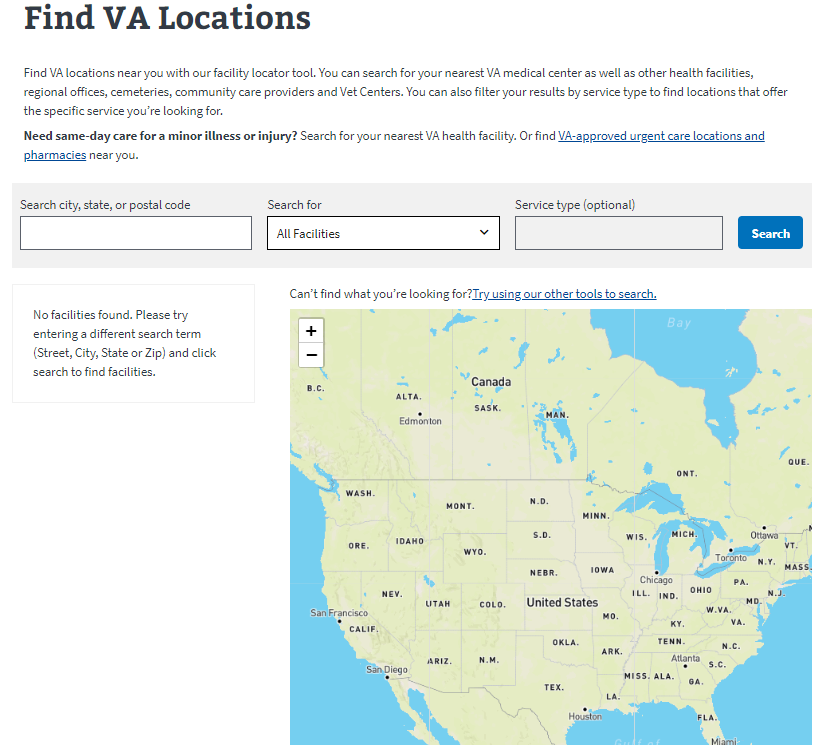 Find VA Locations
Find VA locations near you with our facility locator tool. You can search for your nearest VA medical center as well as other health facilities,
regional offices, cemeteries, community care providers and Vet Centers. You can also filter your results by service type to find locations that offer
the specific service you’re looking for.
Need same-day care for a minor illness or injury? Search for your nearest VA health facility. Or find VA-approved urgent care locations and
pharmacies near you.
Search city, state, or postal code
Search for
Service type (optional)
All Facilities
Search
No facilities found. Please try
entering a different search term
(Street, City, State or Zip) and click
search to find facilities.
Can’t find what you’re looking for?Try using our other tools to search.
+
−
Bay
B.C.
Canada
ALTA.
SASK.
MAN.
Edmonton
QUE.
ONT.
WASH.
MONT.
N.D.
MINN.
ORE.
IDAHO
S.D.
WIS.
MICH.
Ottawa
VT.
WYO.
Toronto
N.Y.
MASS.
NEBR.
IOWA
Chicago
PA.
NEV.
ILL.
IND.
OHIO
N.J.
UTAH
COLO.
United States
MD.
San Francisco
MO.
W.VA.
VA.
CALIF.
KY.
OKLA.
TENN.
N.C.
ARIZ.
N.M.
ARK.
Atlanta
S.C.
San Diego
MISS.
ALA.
GA.
TEX.
LA.
Houston
FLA.
Gulf of
Miami